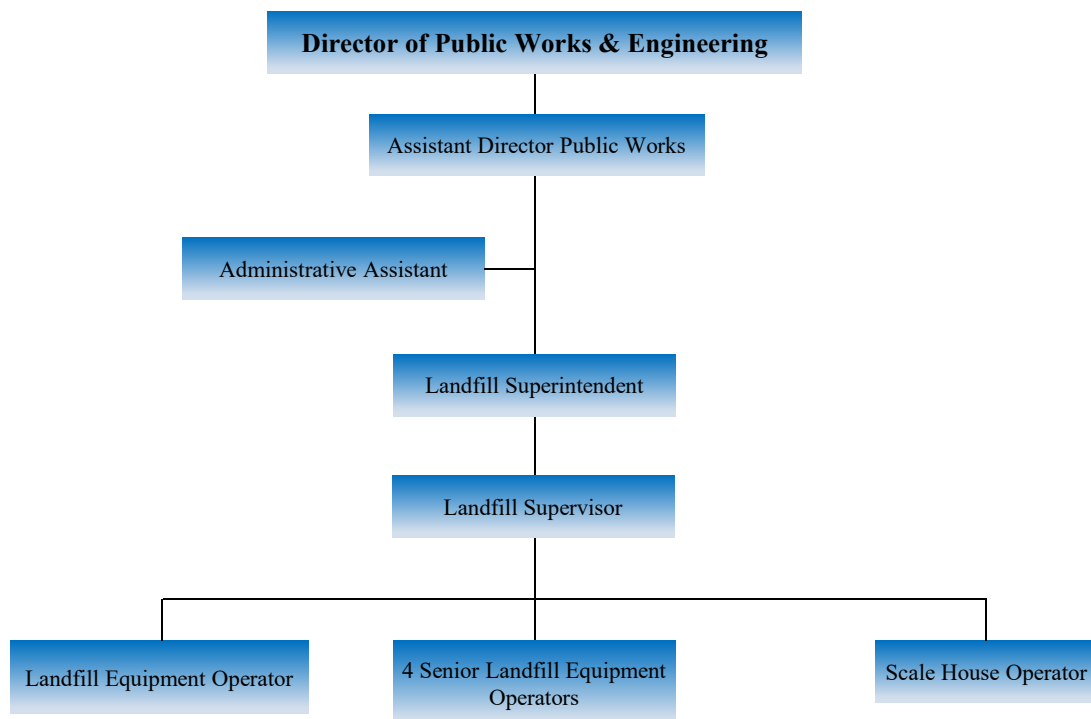 Director of Public Works & Engineering
Assistant Director Public Works
Administrative Assistant
Landfill Superintendent
Landfill Supervisor
Landfill Equipment Operator
4 Senior Landfill Equipment
Operators
Scale House Operator